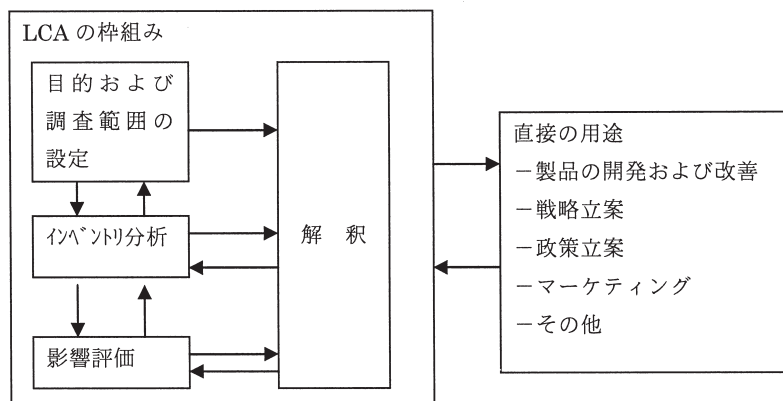 LCA の枠組み
目的および
調査範囲の
設定
ｲﾝﾍﾞﾝﾄﾘ分析
影響評価
解 釈
直接の用途
－製品の開発および改善
－戦略立案
－政策立案
－マーケティング
－その他